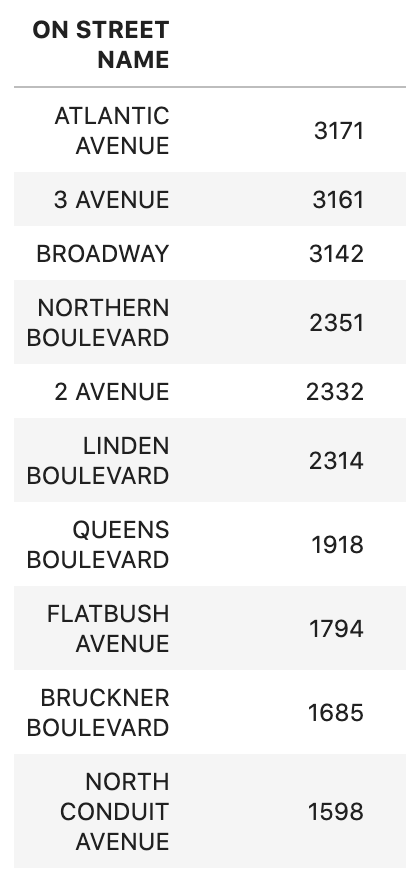 ON STREET
NAME
ATLANTIC
AVENUE 3171
3 AVENUE 3161
BROADWAY 3142
NORTHERN
BOULEVARD 2351
2 AVENUE 2332
LINDEN
BOULEVARD 2314
QUEENS
BOULEVARD 1918
FLATBUSH
AVENUE 1794
BRUCKNER
BOULEVARD 1685
NORTH
CONDUIT 1598
AVENUE